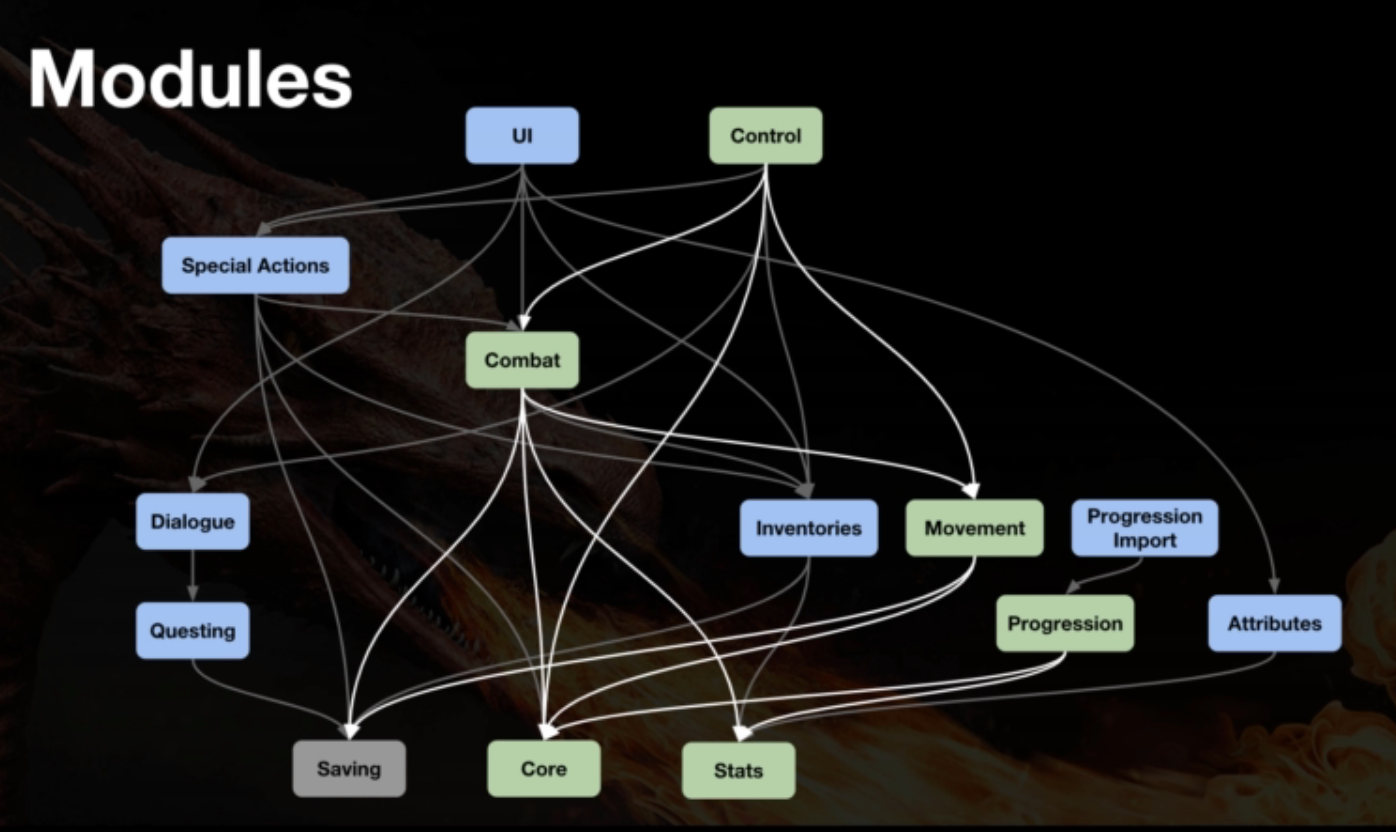 Modules
UI
Control
Special Actions
Combat
Dialogue
Inventories
Movement
Progression
Import
Questing
Progression
Attributes
Saving
Core
Stats